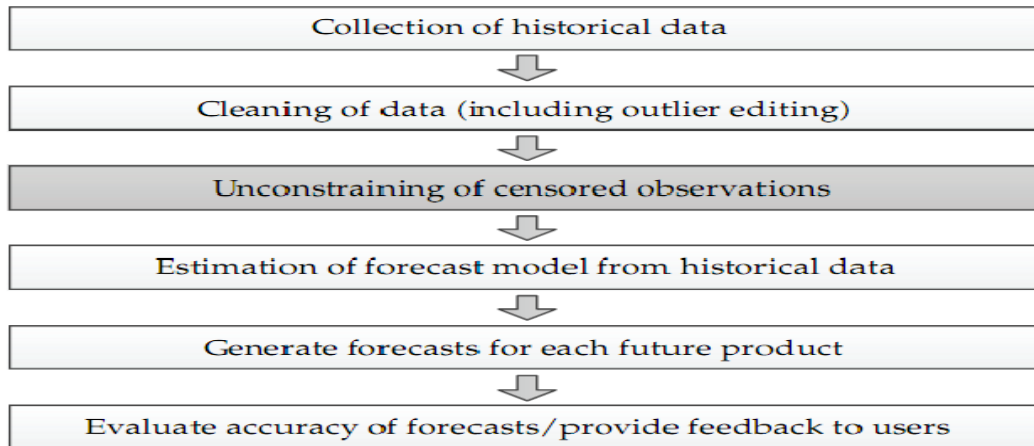 Collection of historical data
Cleaning of data (including outlier editing)
Unconstraining of censored observations
Estimation of forecast model from historical data
Generate forecasts for each future product
Evaluate accuracy of forecasts/provide feedback to users